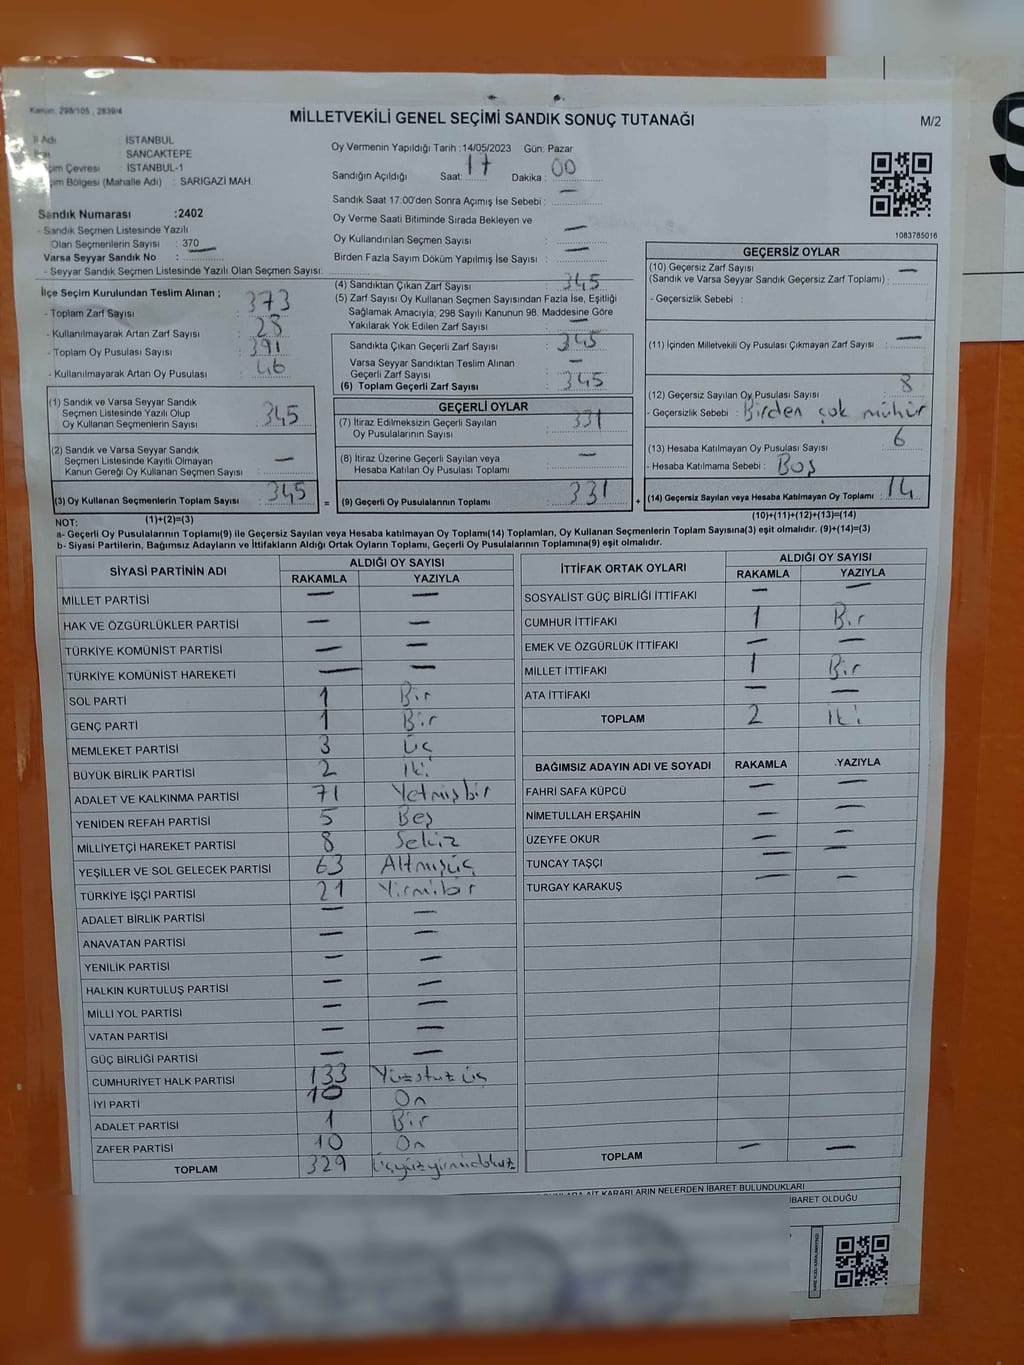 Kanun: 298/105 , 2839/4
MİLLETVEKİLİ GENEL SEÇİMİ SANDIK SONUÇ TUTANAĞI
M/2
İl Adı : İSTANBUL
: SANCAKTEPE
Seçim Çevresi : İSTANBUL-1
Seçim Bölgesi (Mahalle Adı) : SARIGAZİ MAH.
Sandık Numarası :2402
- Sandık Seçmen Listesinde Yazılı
Olan Seçmenlerin Sayısı : 370
Varsa Seyyar Sandık No : —
- Seyyar Sandık Seçmen Listesinde Yazılı Olan Seçmen Sayısı:
Oy Vermenin Yapıldığı Tarih :14/05/2023 Gün: Pazar
Sandığın Açıldığı Saat: 17 Dakika : 00
Sandık Saat 17.00'den Sonra Açımış İse Sebebi : —
Oy Verme Saati Bitiminde Sırada Bekleyen ve
Oy Kullandırılan Seçmen Sayısı : —
Birden Fazla Sayım Döküm Yapılmış İse Sayısı : —
1083785016
İlçe Seçim Kurulundan Teslim Alınan ;
- Toplam Zarf Sayısı : 373
- Kullanılmayarak Artan Zarf Sayısı : 28
- Toplam Oy Pusulası Sayısı : 391
- Kullanılmayarak Artan Oy Pusulası : 46
(4) Sandıktan Çıkan Zarf Sayısı : 345
(5) Zarf Sayısı Oy Kullanan Seçmen Sayısından Fazla İse, Eşitliği
Sağlamak Amacıyla; 298 Sayılı Kanunun 98. Maddesine Göre
Yakılarak Yok Edilen Zarf Sayısı : —
Sandıkta Çıkan Geçerli Zarf Sayısı : 345
Varsa Seyyar Sandıktan Teslim Alınan
Geçerli Zarf Sayısı : —
(6) Toplam Geçerli Zarf Sayısı : 345
GEÇERSİZ OYLAR
(10) Geçersiz Zarf Sayısı —
(Sandık ve Varsa Seyyar Sandık Geçersiz Zarf Toplamı) :
- Geçersizlik Sebebi :
(11) İçinden Milletvekili Oy Pusulası Çıkmayan Zarf Sayısı : —
(12) Geçersiz Sayılan Oy Pusulası Sayısı : 8
- Geçersizlik Sebebi : Birden çok mühür
(13) Hesaba Katılmayan Oy Pusulası Sayısı : 6
- Hesaba Katılmama Sebebi : Boş
(14) Geçersiz Sayılan veya Hesaba Katılmayan Oy Toplamı : 14
(10)+(11)+(12)+(13)=(14)
(1) Sandık ve Varsa Seyyar Sandık
Seçmen Listesinde Yazılı Olup
Oy Kullanan Seçmenlerin Sayısı : 345
(2) Sandık ve Varsa Seyyar Sandık
Seçmen Listesinde Kayıtlı Olmayan
Kanun Gereği Oy Kullanan Seçmen Sayısı : —
(3) Oy Kullanan Seçmenlerin Toplam Sayısı : 345 =
(1)+(2)=(3)
GEÇERLİ OYLAR
(7) İtiraz Edilmeksizin Geçerli Sayılan
Oy Pusulalarının Sayısı : 331
(8) İtiraz Üzerine Geçerli Sayılan veya
Hesaba Katılan Oy Pusulası Toplamı : —
(9) Geçerli Oy Pusulalarının Toplamı : 331 +
NOT:
a- Geçerli Oy Pusulalarının Toplamı(9) ile Geçersiz Sayılan veya Hesaba katılmayan Oy Toplamı(14) Toplamları, Oy Kullanan Seçmenlerin Toplam Sayısına(3) eşit olmalıdır. (9)+(14)=(3)
b- Siyasi Partilerin, Bağımsız Adayların ve İttifakların Aldığı Ortak Oyların Toplamı, Geçerli Oy Pusulalarının Toplamına(9) eşit olmalıdır.
SİYASİ PARTİNİN ADI ALDIĞI OY SAYISI
RAKAMLA YAZIYLA
MİLLET PARTİSİ — —
HAK VE ÖZGÜRLÜKLER PARTİSİ — —
TÜRKİYE KOMÜNİST PARTİSİ — —
TÜRKİYE KOMÜNİST HAREKETİ — —
SOL PARTİ 1 Bir
GENÇ PARTİ 1 Bir
MEMLEKET PARTİSİ 3 üç
BÜYÜK BİRLİK PARTİSİ 2 iki
ADALET VE KALKINMA PARTİSİ 71 Yetmişbir
YENİDEN REFAH PARTİSİ 5 Beş
MİLLİYETÇİ HAREKET PARTİSİ 8 Sekiz
YEŞİLLER VE SOL GELECEK PARTİSİ 63 Altmışüç
TÜRKİYE İŞÇİ PARTİSİ 21 Yirmibir
ADALET BİRLİK PARTİSİ — —
ANAVATAN PARTİSİ — —
YENİLİK PARTİSİ — —
HALKIN KURTULUŞ PARTİSİ — —
MİLLİ YOL PARTİSİ — —
VATAN PARTİSİ — —
GÜÇ BİRLİĞİ PARTİSİ — —
CUMHURİYET HALK PARTİSİ 133 Yüzotuz üç
İYİ PARTİ 10 On
ADALET PARTİSİ 1 Bir
ZAFER PARTİSİ 10 On
TOPLAM 329 üçyüzyirmidokuz
İTTİFAK ORTAK OYLARI ALDIĞI OY SAYISI
RAKAMLA YAZIYLA
SOSYALİST GÜÇ BİRLİĞİ İTTİFAKI — —
CUMHUR İTTİFAKI 1 Bir
EMEK VE ÖZGÜRLÜK İTTİFAKI — —
MİLLET İTTİFAKI 1 Bir
ATA İTTİFAKI — —
TOPLAM 2 iki
BAĞIMSIZ ADAYIN ADI VE SOYADI RAKAMLA YAZIYLA
FAHRİ SAFA KÜPCÜ — —
NİMETULLAH ERŞAHİN — —
ÜZEYFE OKUR — —
TUNCAY TAŞÇI — —
TURGAY KARAKUŞ — —
TOPLAM — —
AİT KARARLARIN NELERDEN İBARET BULUNDUKLARI
İBARET OLDUĞU